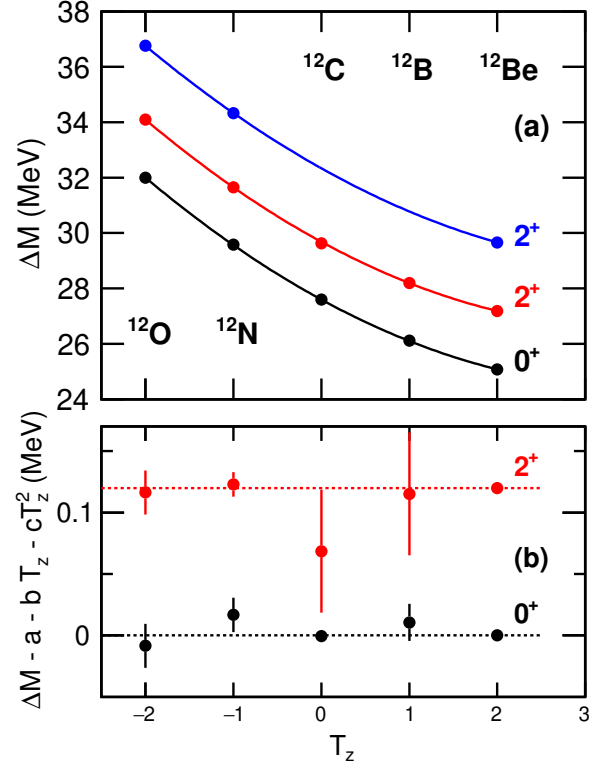 38
36
34
32
30
28
26
24
ΔM (MeV)
¹²C ¹²B ¹²Be
(a)
2⁺
2⁺
0⁺
¹²O ¹²N
0.1
0
ΔM - a - b T_z - cT_z² (MeV)
2⁺
(b)
0⁺
−2 −1 0 1 2 3
T_z